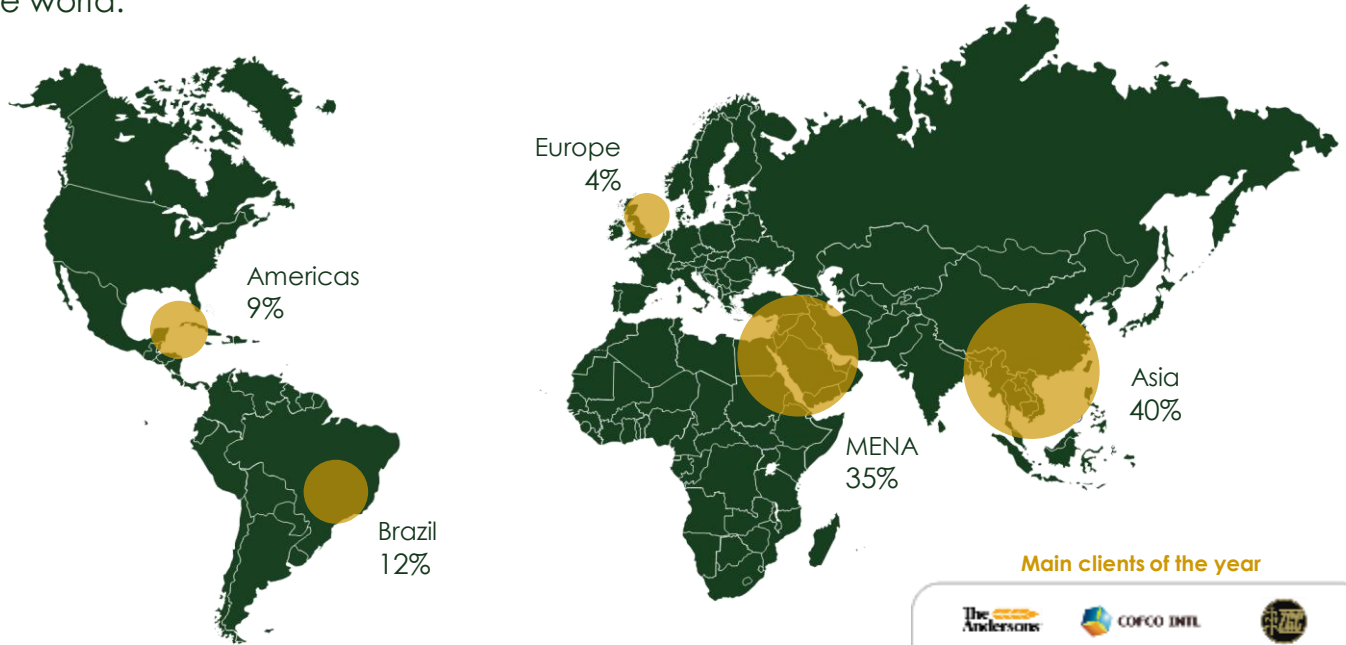 e world.
Europe
4%
Americas
9%
Asia
40%
MENA
35%
Brazil
12%
Main clients of the year
The
Andersons
COFCO INTL